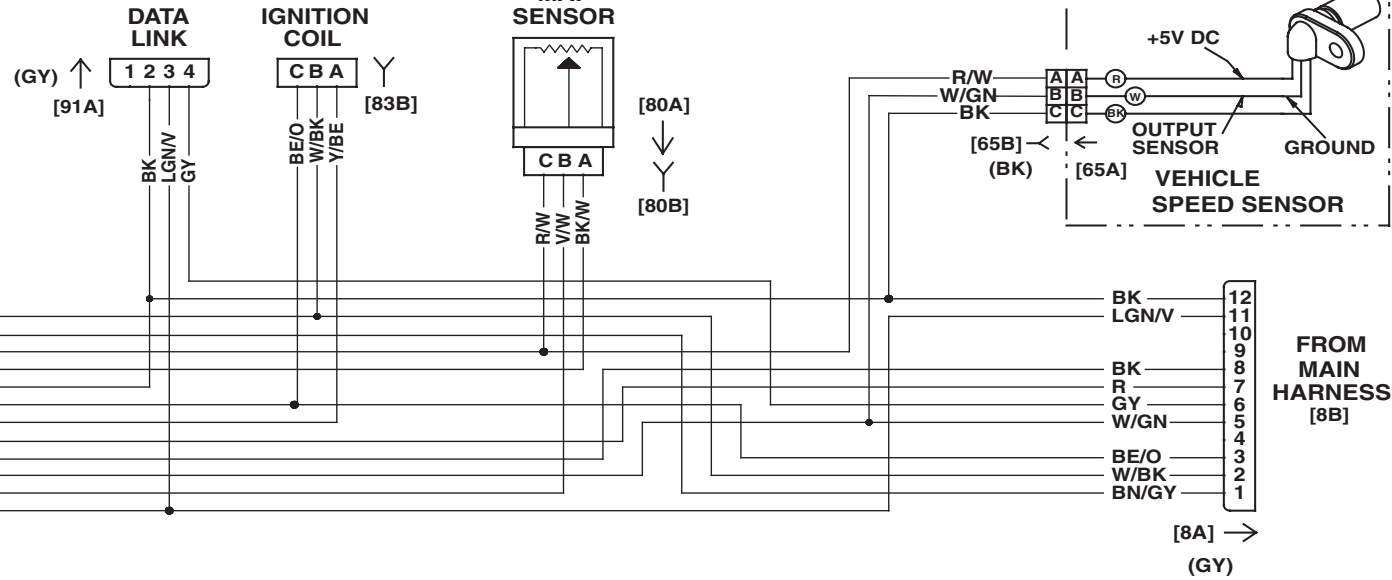 DATA
LINK
(GY)
[91A]
1 2 3 4
BK
LGN/V
GY
IGNITION
COIL
C B A
[83B]
BE/O
W/BK
Y/BE
SENSOR
C B A
[80A]
[80B]
R/W
V/W
BK/W
R/W
W/GN
BK
A A
B B
C C
R
W
BK
+5V DC
OUTPUT
SENSOR
GROUND
[65B]
(BK)
[65A]
VEHICLE
SPEED SENSOR
BK 12
LGN/V 11
10
9
BK 8
R 7
GY 6
W/GN 5
4
BE/O 3
W/BK 2
BN/GY 1
FROM
MAIN
HARNESS
[8B]
[8A]
(GY)